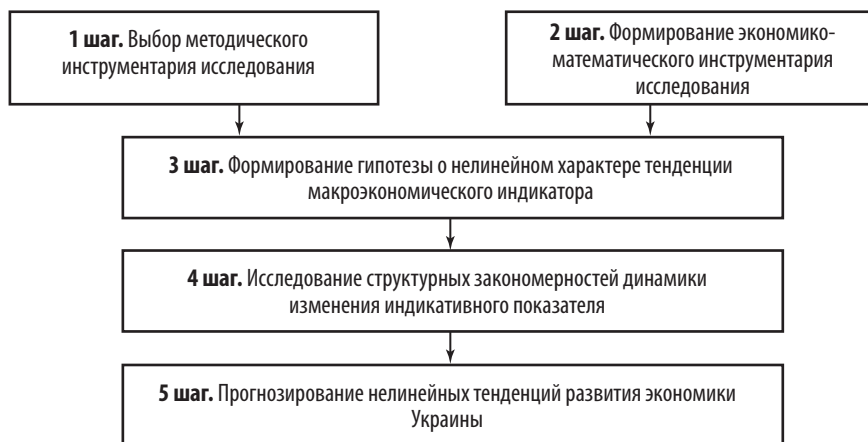 1 шаг. Выбор методического
инструментария исследования
2 шаг. Формирование экономико-
математического инструментария
исследования
3 шаг. Формирование гипотезы о нелинейном характере тенденции
макроэкономического индикатора
4 шаг. Исследование структурных закономерностей динамики
изменения индикативного показателя
5 шаг. Прогнозирование нелинейных тенденций развития экономики
Украины